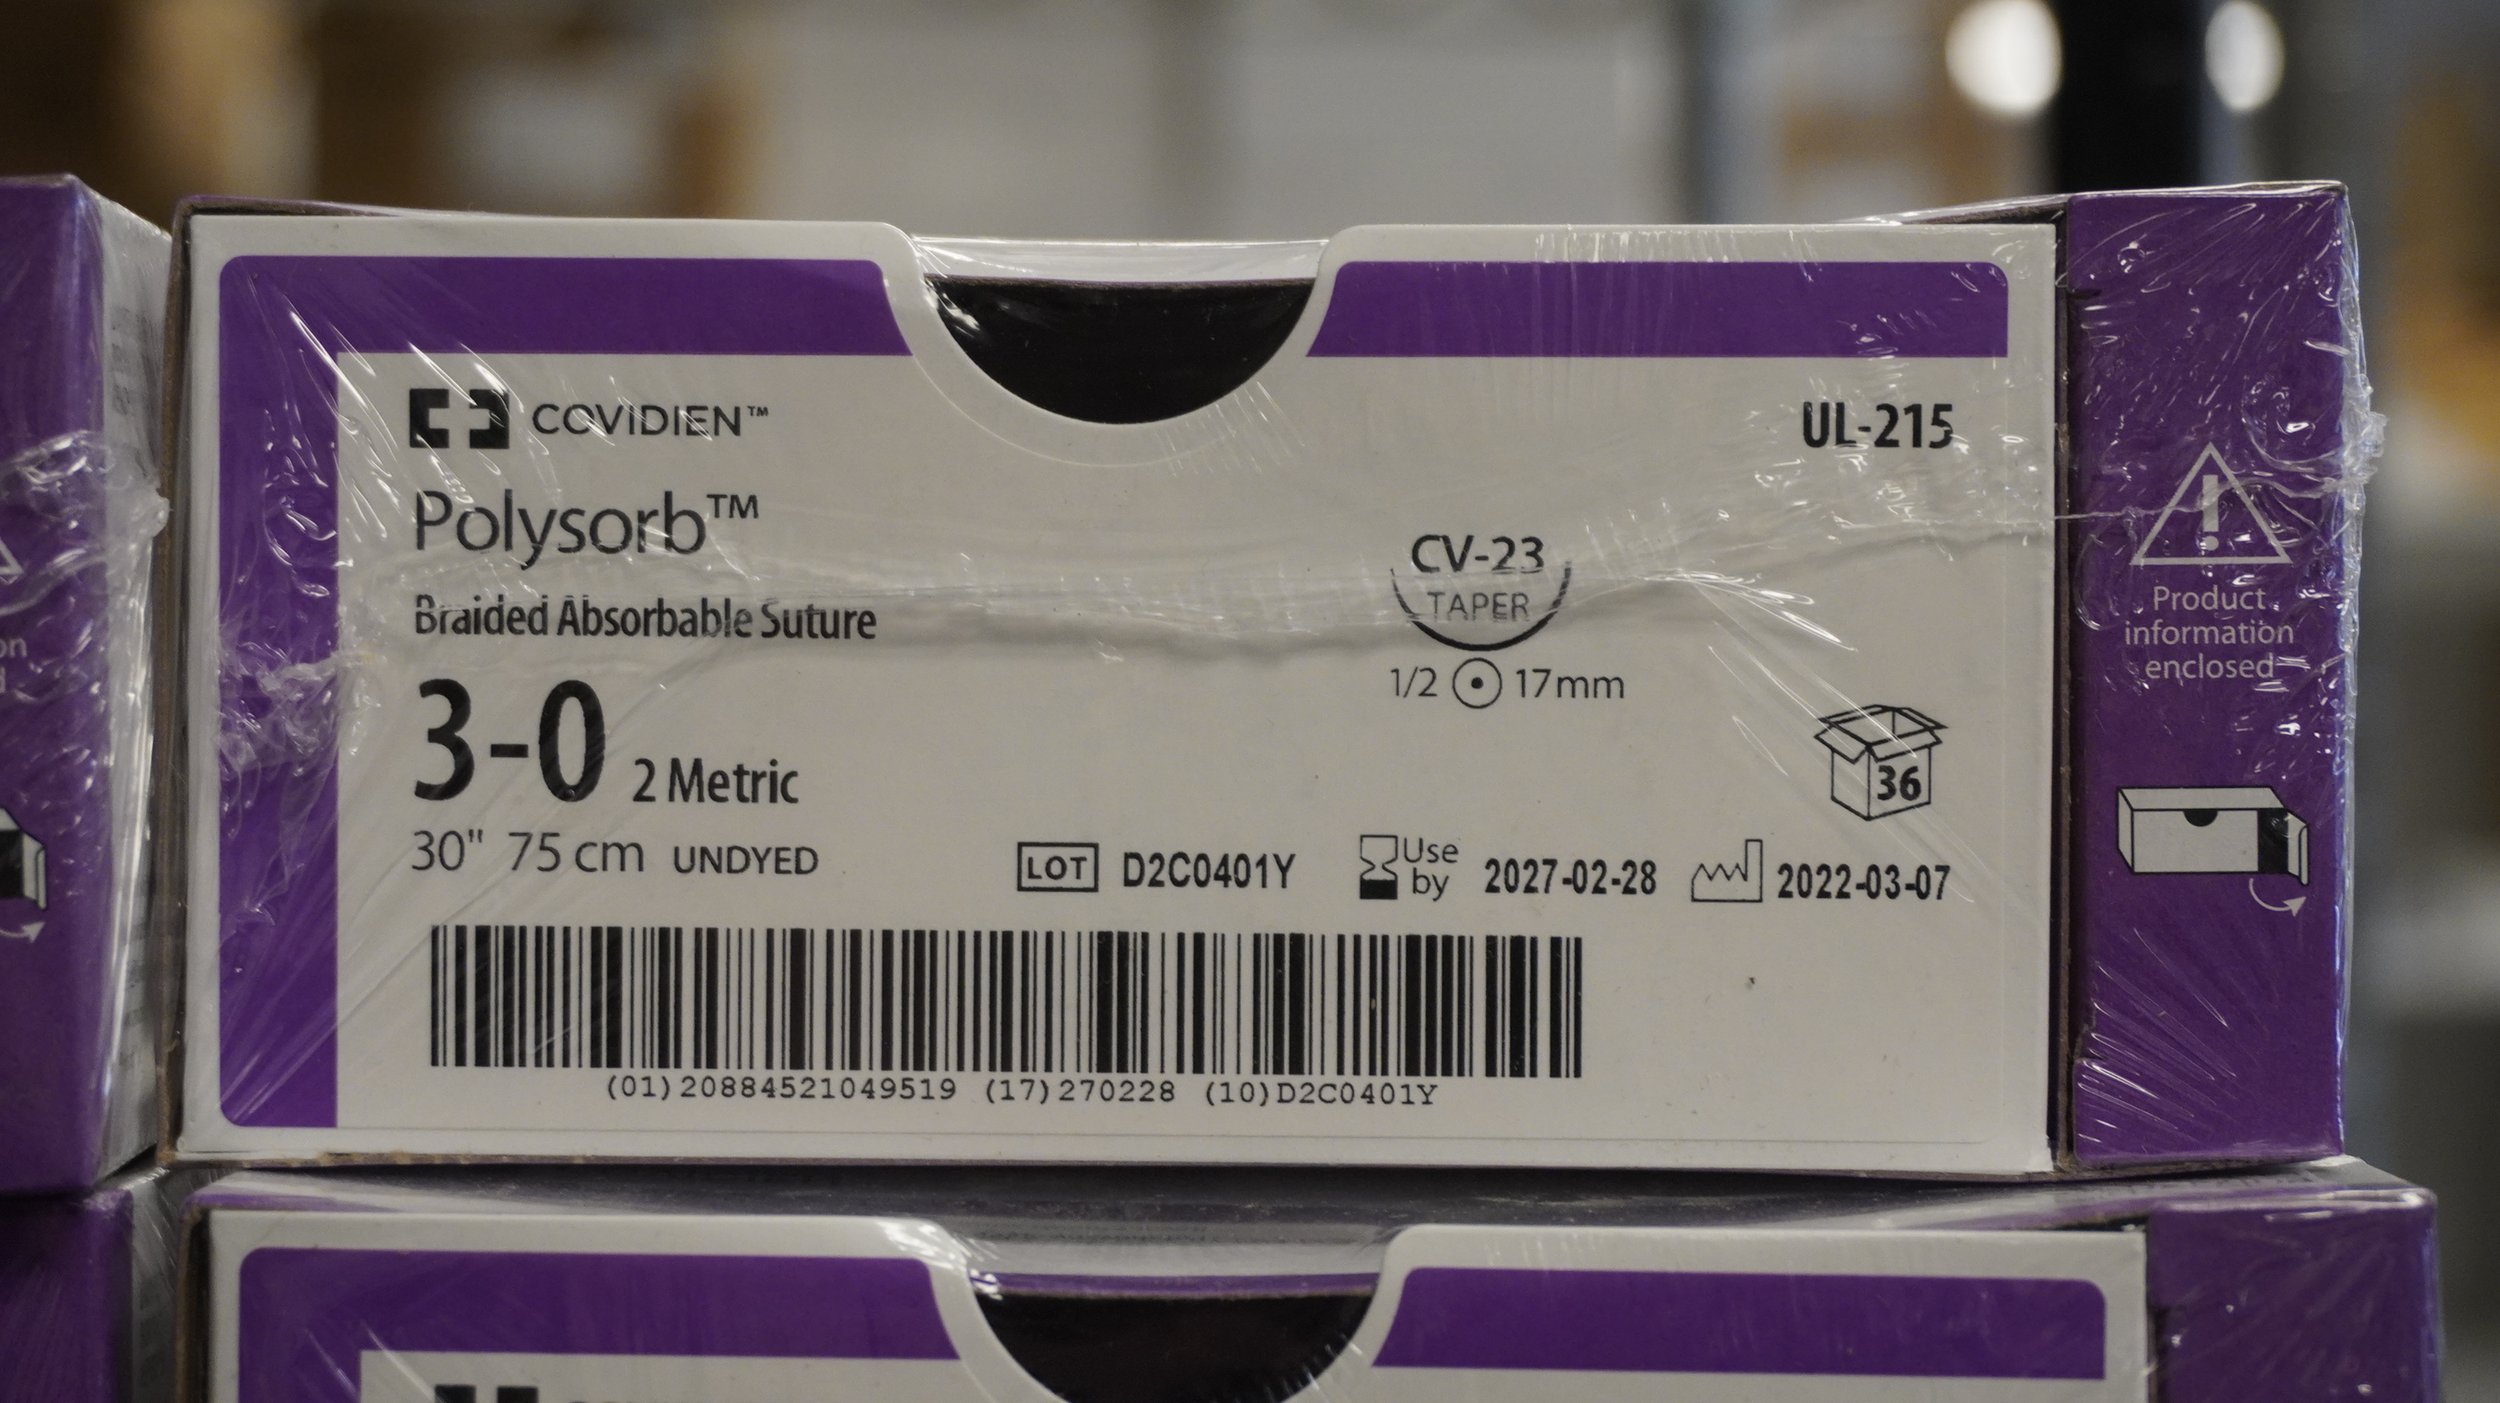 COVIDIEN™
UL-215
Polysorb™
CV-23
TAPER
Braided Absorbable Suture
1/2 17mm
3-0 2 Metric
36
30" 75 cm UNDYED
LOT D2C0401Y
Use by 2027-02-28
2022-03-07
(01)20884521049519 (17)270228 (10)D2C0401Y
!
Product
information
enclosed